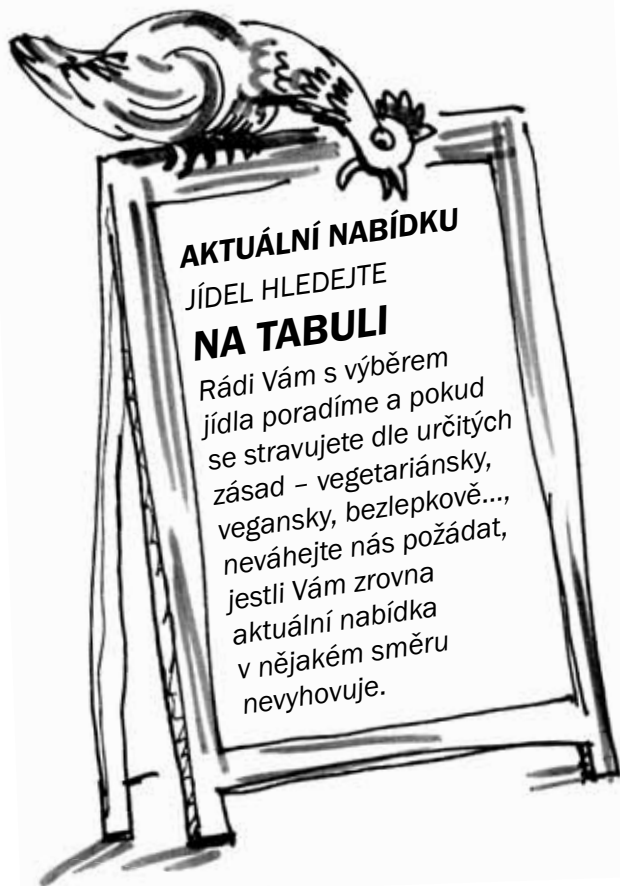 AKTUÁLNÍ NABÍDKU
JÍDEL HLEDEJTE
NA TABULI
Rádi Vám s výběrem
jídla poradíme a pokud
se stravujete dle určitých
zásad – vegetariánsky,
vegansky, bezlepkově...,
neváhejte nás požádat,
jestli Vám zrovna
aktuální nabídka
v nějakém směru
nevyhovuje.